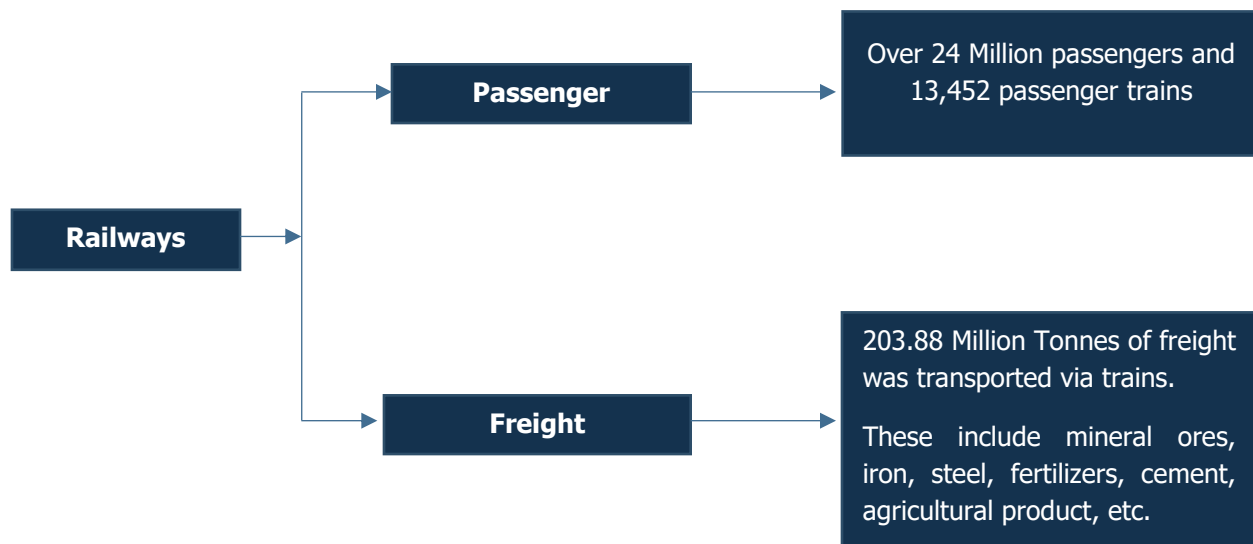 Railways
Passenger
Over 24 Million passengers and
13,452 passenger trains
Freight
203.88 Million Tonnes of freight
was transported via trains.
These include mineral ores,
iron, steel, fertilizers, cement,
agricultural product, etc.